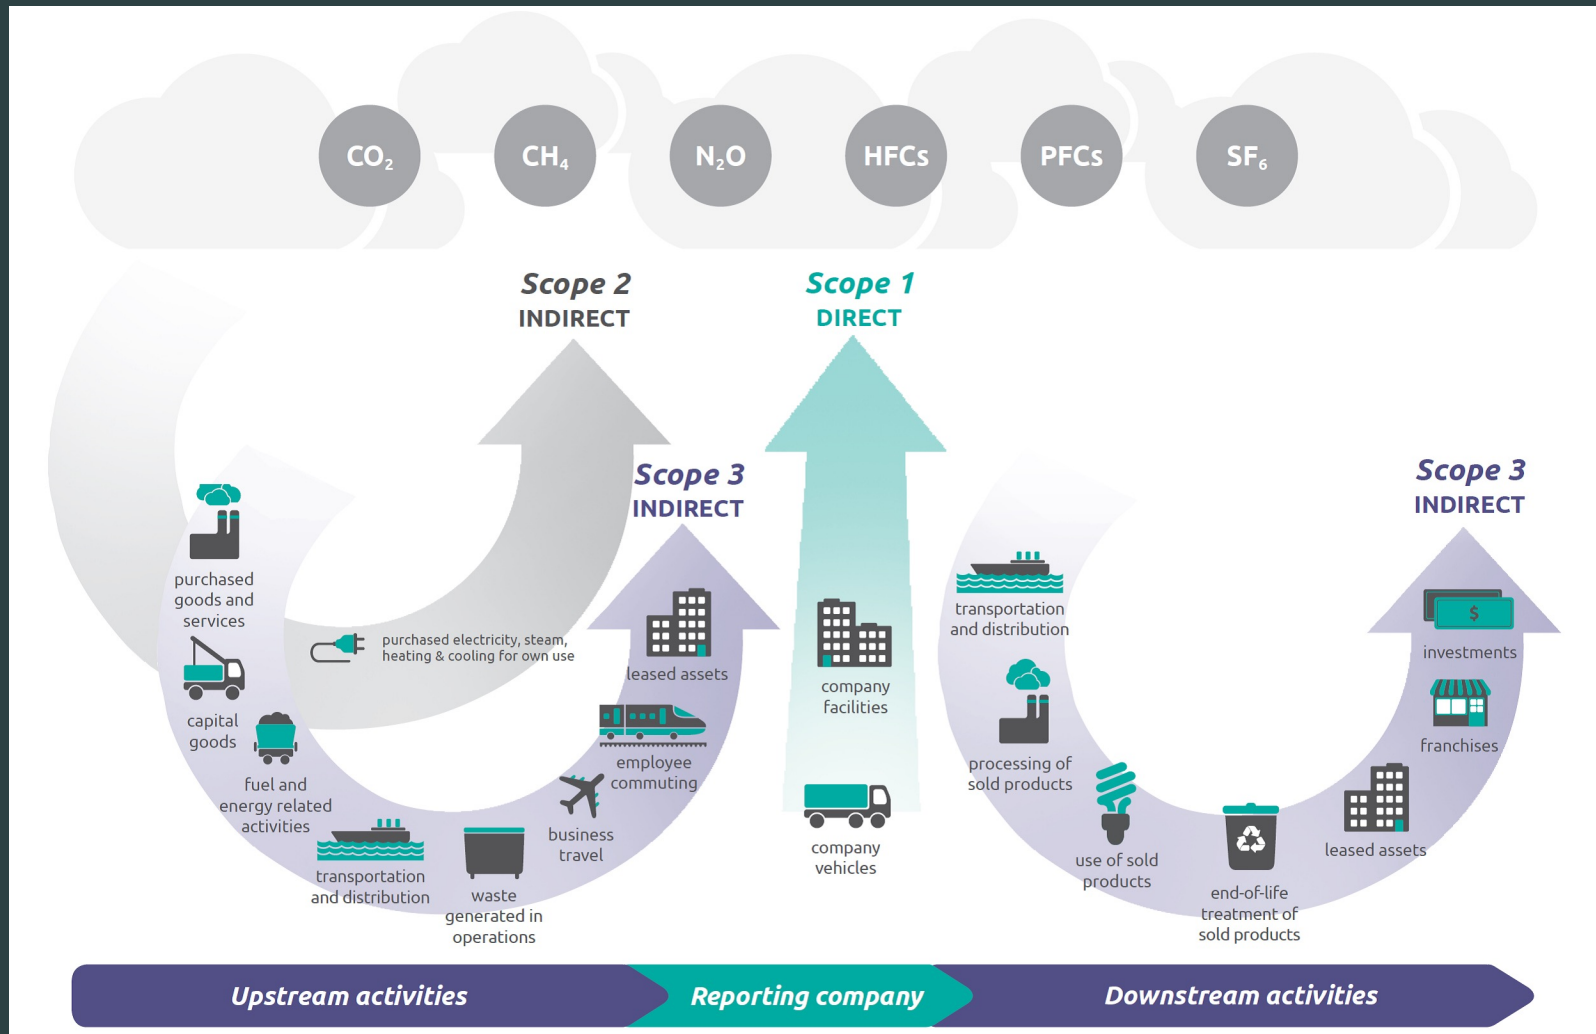 CO₂
CH₄
N₂O
HFCs
PFCs
SF₆
Scope 2
INDIRECT
Scope 1
DIRECT
Scope 3
INDIRECT
Scope 3
INDIRECT
purchased
goods and
services
capital
goods
fuel and
energy related
activities
transportation
and distribution
waste
generated in
operations
business
travel
employee
commuting
leased assets
purchased electricity, steam,
heating & cooling for own use
company
facilities
company
vehicles
transportation
and distribution
processing of
sold products
use of sold
products
end-of-life
treatment of
sold products
leased assets
franchises
$
investments
Upstream activities
Reporting company
Downstream activities